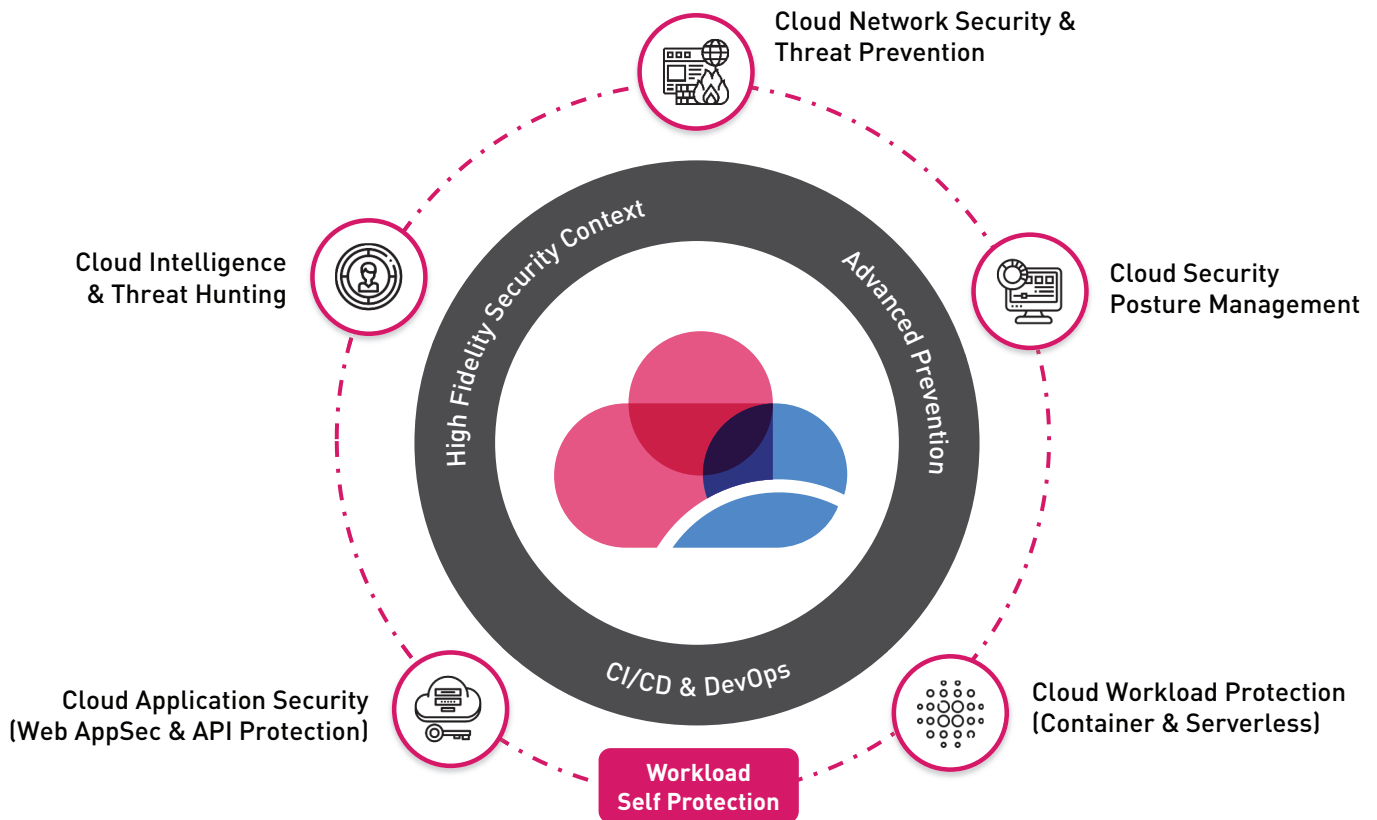 Cloud Network Security &
Threat Prevention
Cloud Intelligence
& Threat Hunting
High Fidelity Security Context
Advanced Prevention
Cloud Security
Posture Management
CI/CD & DevOps
Cloud Application Security
(Web AppSec & API Protection)
Cloud Workload Protection
(Container & Serverless)
Workload
Self Protection